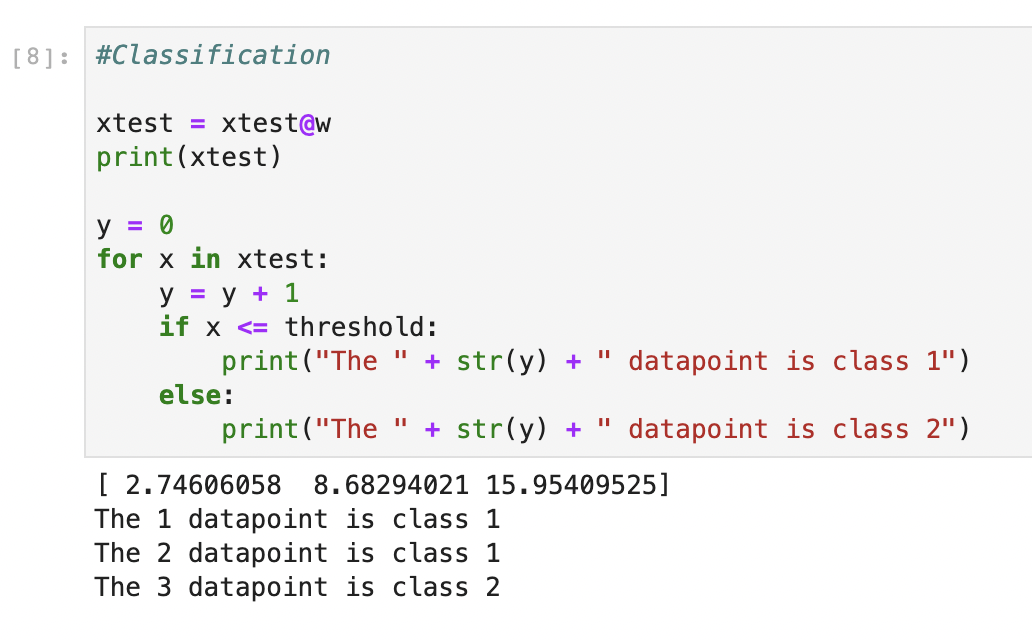 [8]:
#Classification
xtest = xtest@w
print(xtest)
y = 0
for x in xtest:
    y = y + 1
    if x <= threshold:
        print("The " + str(y) + " datapoint is class 1")
    else:
        print("The " + str(y) + " datapoint is class 2")
[ 2.74606058  8.68294021 15.95409525]
The 1 datapoint is class 1
The 2 datapoint is class 1
The 3 datapoint is class 2